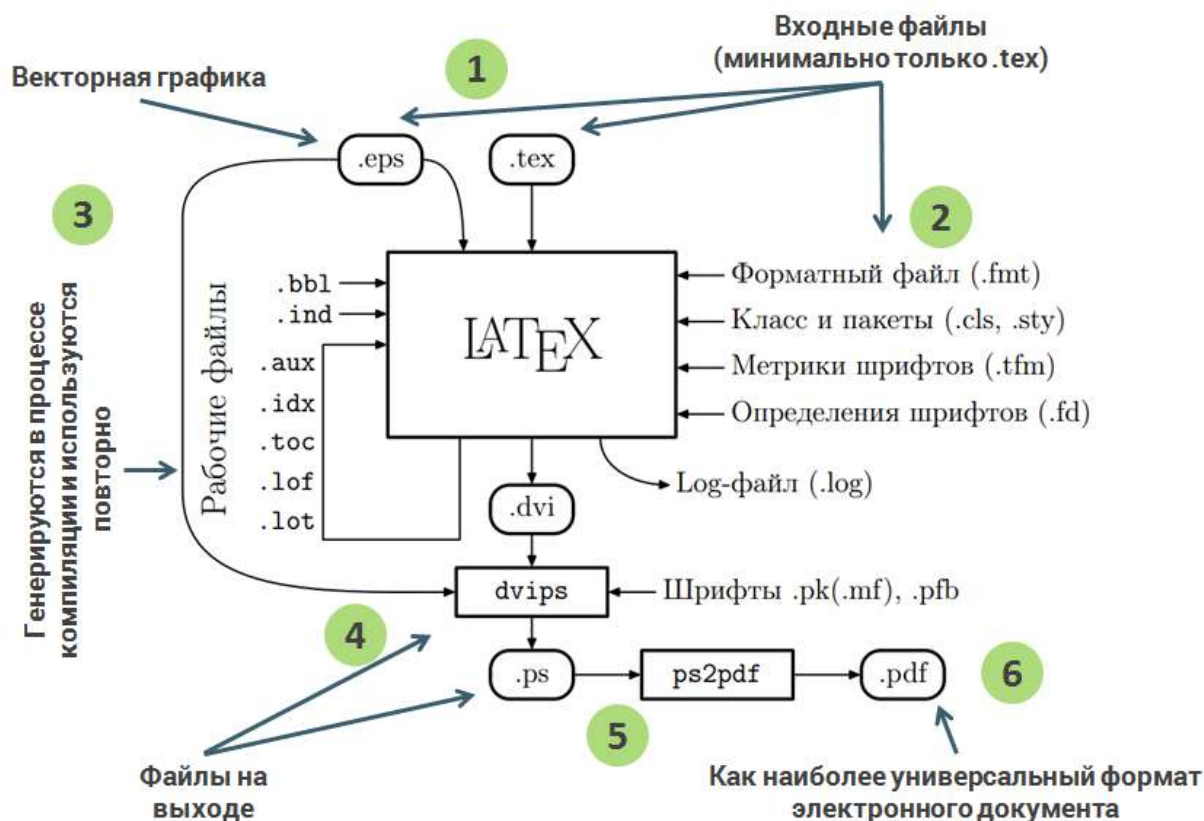 Входные файлы
(минимально только .tex)
1
Векторная графика
.eps
.tex
3
2
Генерируются в процессе
компиляции и используются
повторно
Рабочие файлы
.bbl
.ind
.aux
.idx
.toc
.lof
.lot
LATEX
Форматный файл (.fmt)
Класс и пакеты (.cls, .sty)
Метрики шрифтов (.tfm)
Определения шрифтов (.fd)
Log-файл (.log)
.dvi
dvips
Шрифты .pk(.mf), .pfb
4
.ps
ps2pdf
.pdf
6
5
Файлы на
выходе
Как наиболее универсальный формат
электронного документа